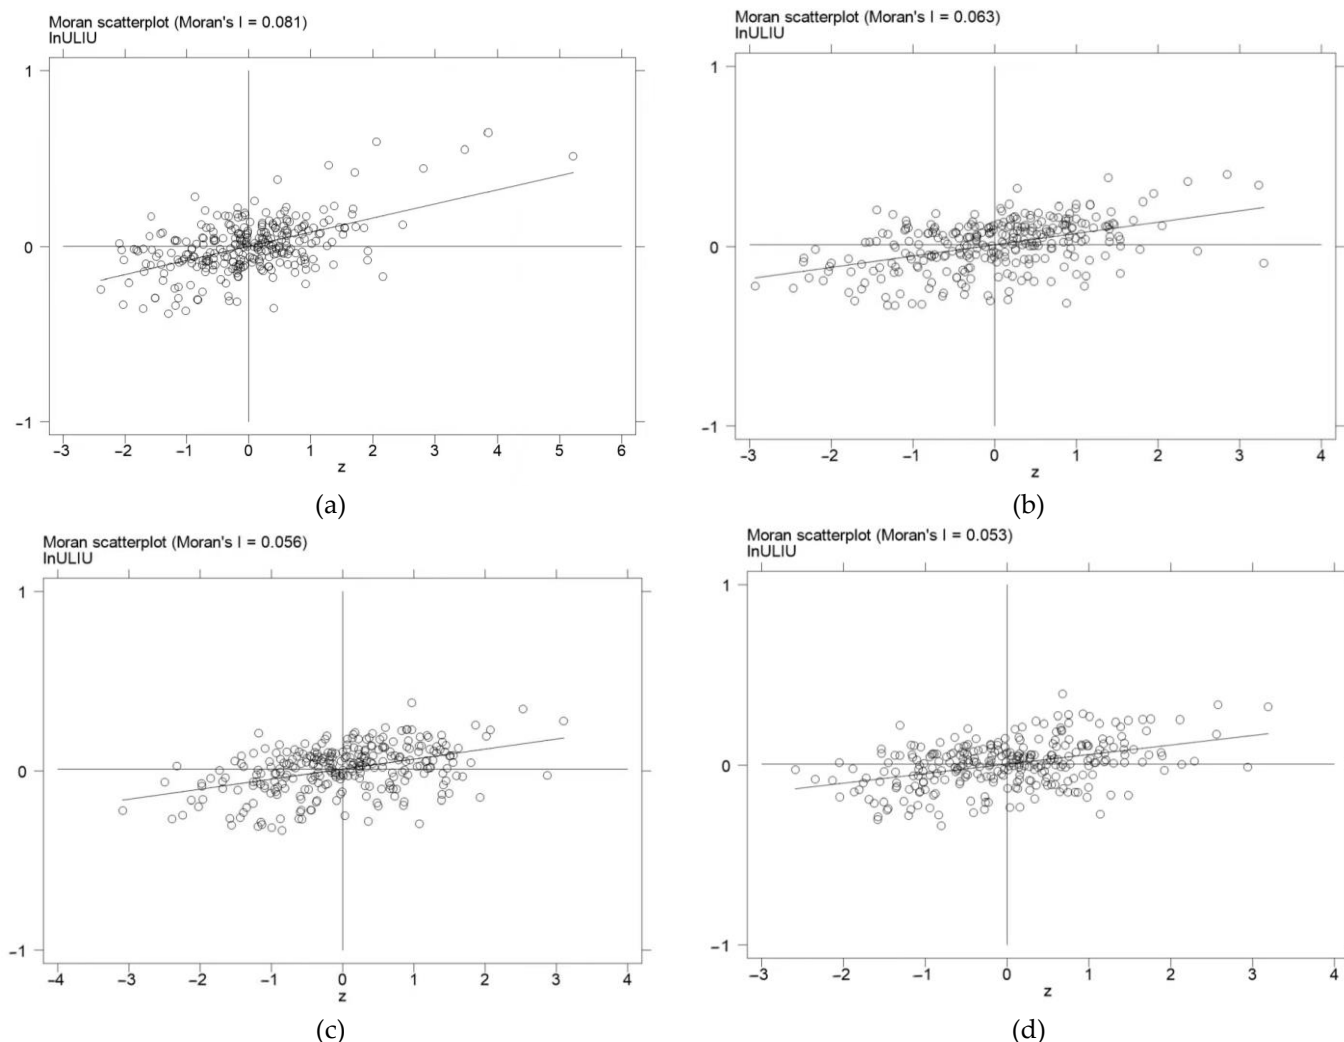 Moran scatterplot (Moran's I = 0.081)
lnULIU
1
0
−1
−3 −2 −1 0 1 2 3 4 5 6
z
(a)
Moran scatterplot (Moran's I = 0.063)
lnULIU
1
0
−1
−3 −2 −1 0 1 2 3 4
z
(b)
Moran scatterplot (Moran's I = 0.056)
lnULIU
1
0
−1
−4 −3 −2 −1 0 1 2 3 4
z
(c)
Moran scatterplot (Moran's I = 0.053)
lnULIU
1
0
−1
−3 −2 −1 0 1 2 3 4
z
(d)